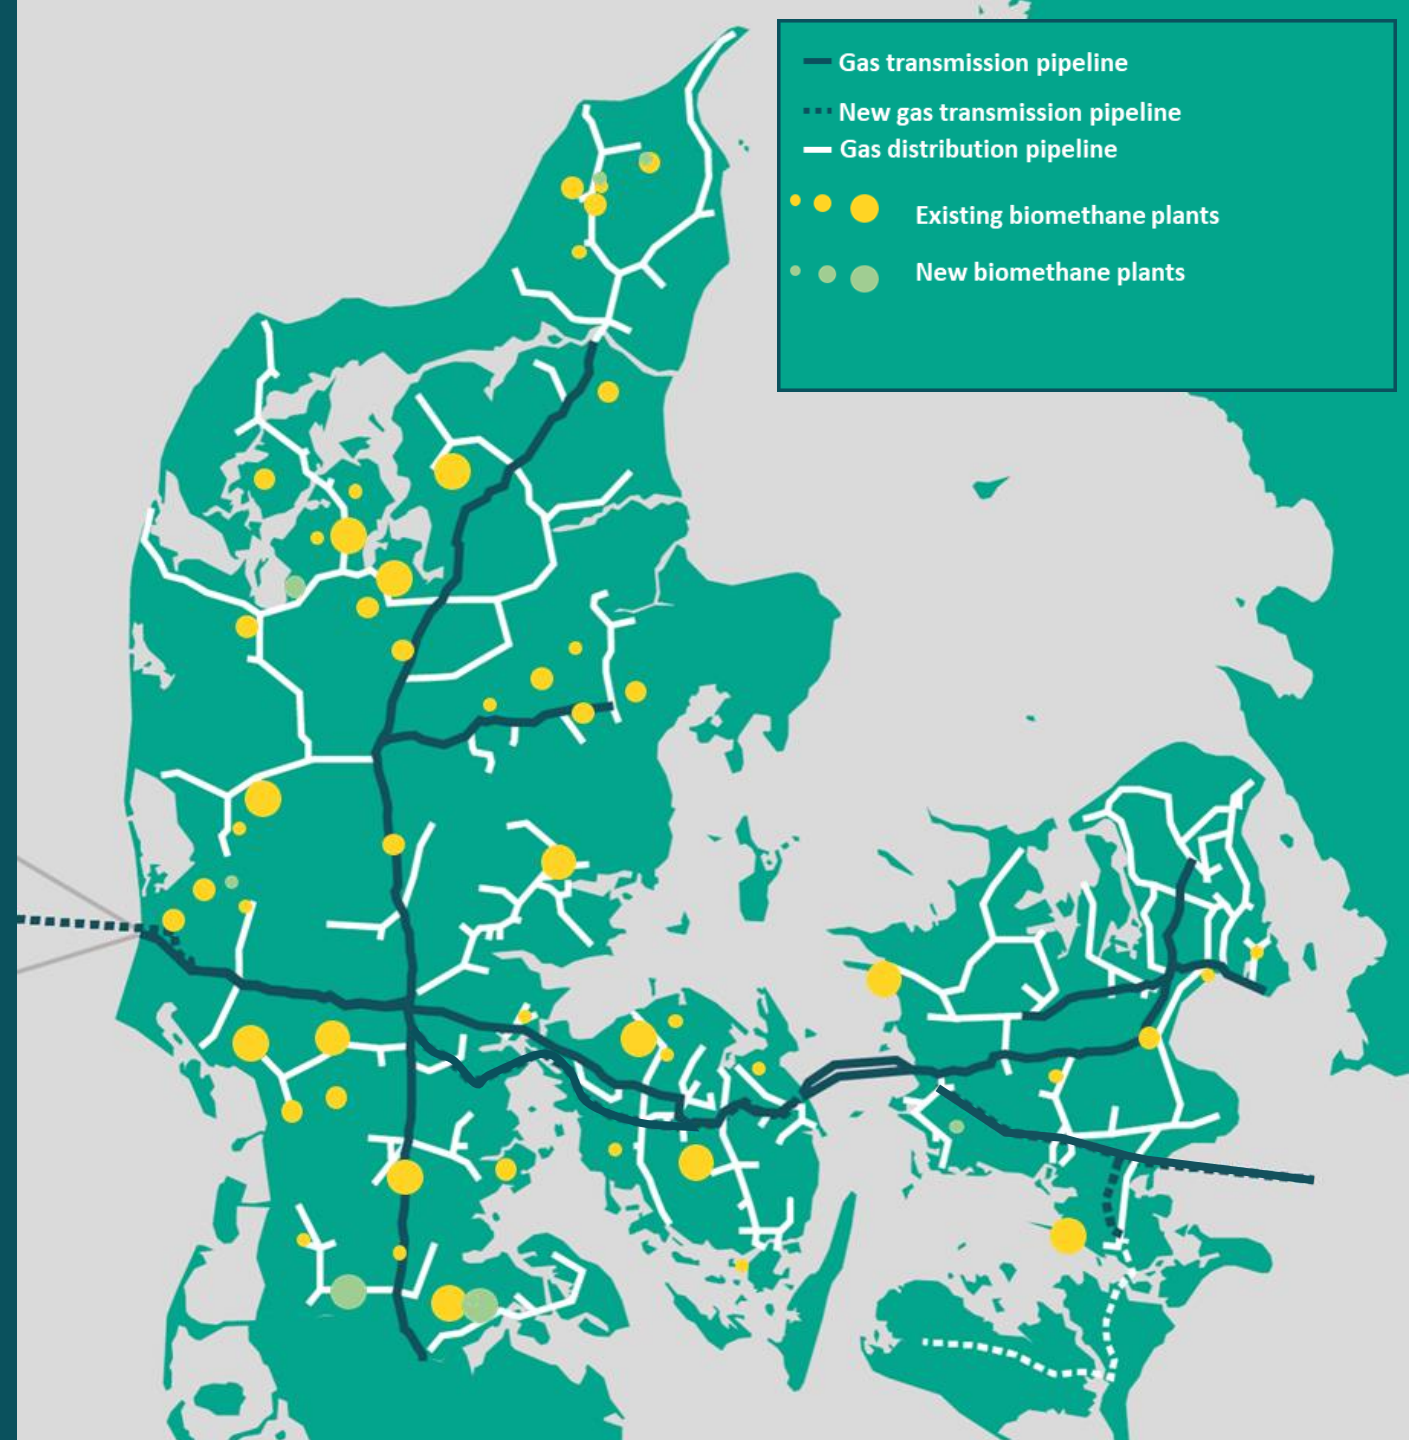 Gas transmission pipeline
New gas transmission pipeline
Gas distribution pipeline
Existing biomethane plants
New biomethane plants